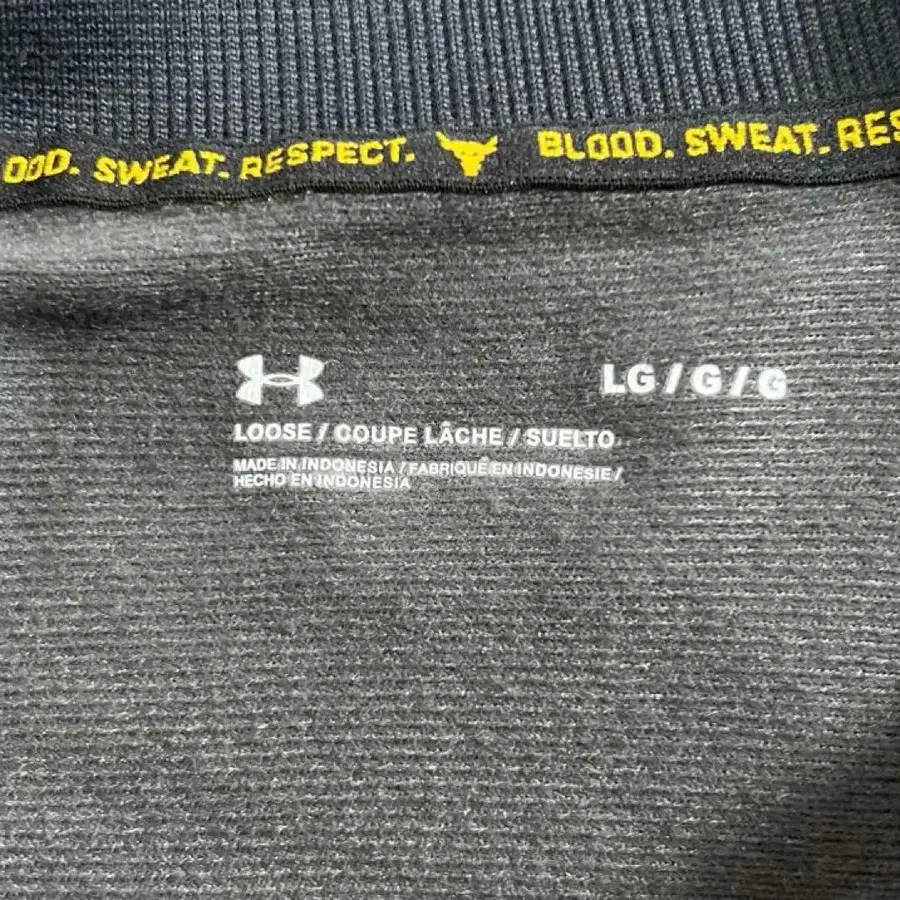 OOD. SWEAT. RESPECT. BLOOD. SWEAT. RES
LG / G / G
LOOSE / COUPE LÂCHE / SUELTO
MADE IN INDONESIA / FABRIQUÉ EN INDONESIE /
HECHO EN INDONESIA